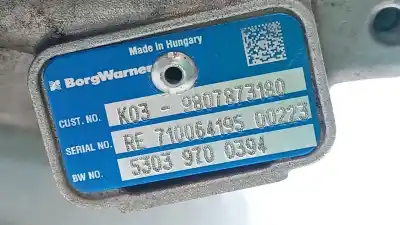 Made in Hungary
BorgWarner
CUST. NO. K03 - 9807873180
SERIAL NO. RE 710064195 00223
BW NO. 5303 970 0394